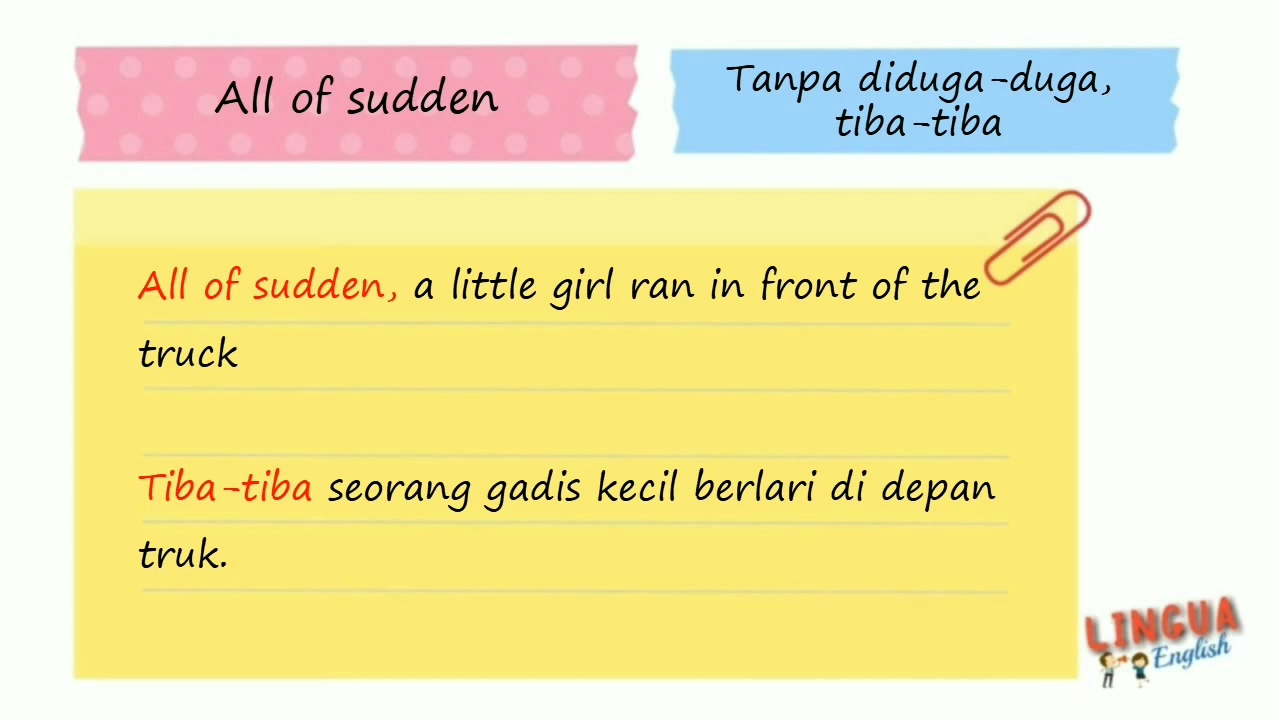 All of sudden
Tanpa diduga-duga,
tiba-tiba
All of sudden, a little girl ran in front of the
truck
Tiba-tiba seorang gadis kecil berlari di depan
truk.
LINGUA
English